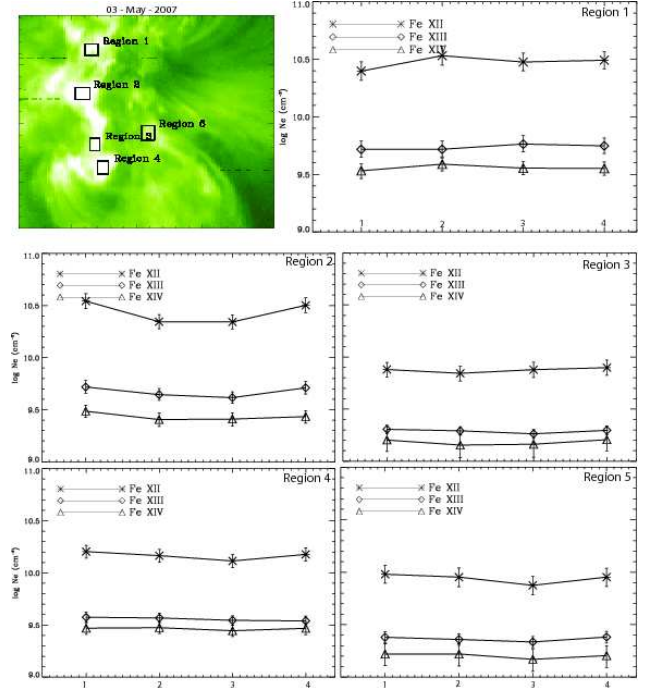 03 - May - 2007
Region 1
Region 2
Region 6
Region 3
Region 4
Region 1
Fe XII
Fe XIII
Fe XIV
11.0
10.5
10.0
9.5
9.0
log Ne (cm⁻³)
1 2 3 4
Region 2
Fe XII
Fe XIII
Fe XIV
11.0
10.5
10.0
9.5
9.0
log Ne (cm⁻³)
Region 3
Fe XII
Fe XIII
Fe XIV
Region 4
Fe XII
Fe XIII
Fe XIV
11.0
10.5
10.0
9.5
9.0
log Ne (cm⁻³)
1 2 3 4
Region 5
Fe XII
Fe XIII
Fe XIV
1 2 3 4